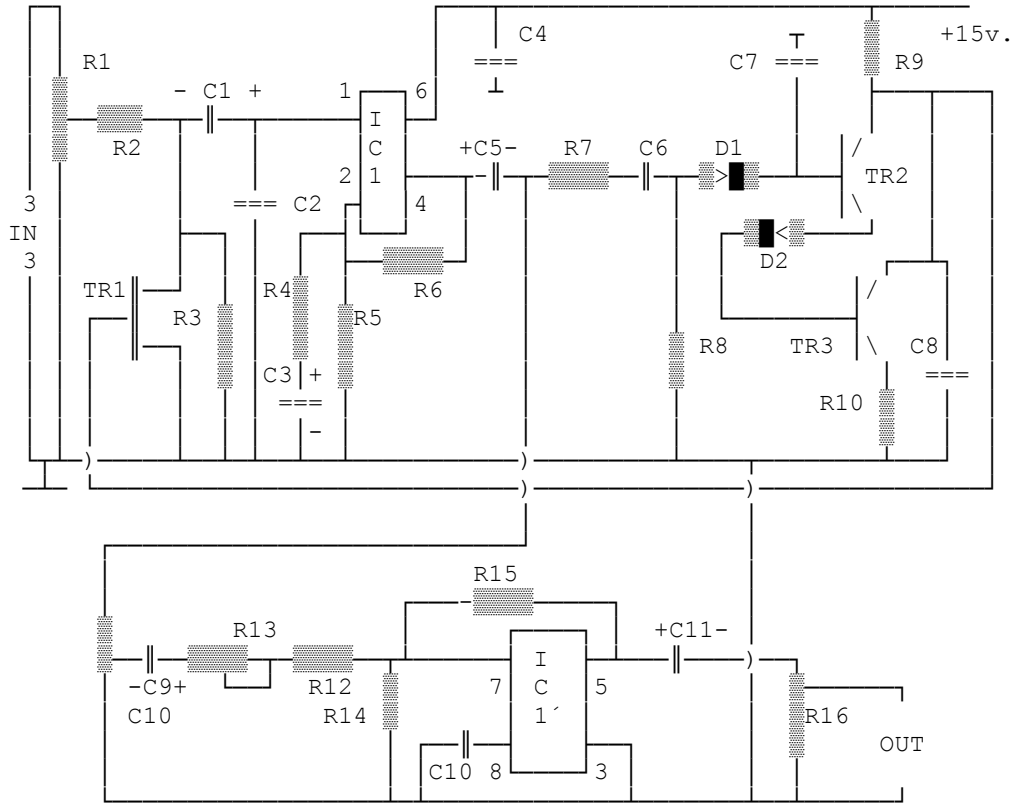 C4
+15v.
R1
C7
R9
- C1 +
1
6
===
===
I
R2
C
+C5-
R7
C6
D1
/
2
1
-
>
TR2
3
=== C2
4
\
IN
<
3
D2
TR1
R4
R6
/
R3
R5
R8
TR3
\
C8
C3 +
===
===
R10
-
)
)
)
)
R15
-
R13
+C11-
I
)
-C9+
R12
7
C
5
C10
R14
1´
R16
OUT
C10
8
3